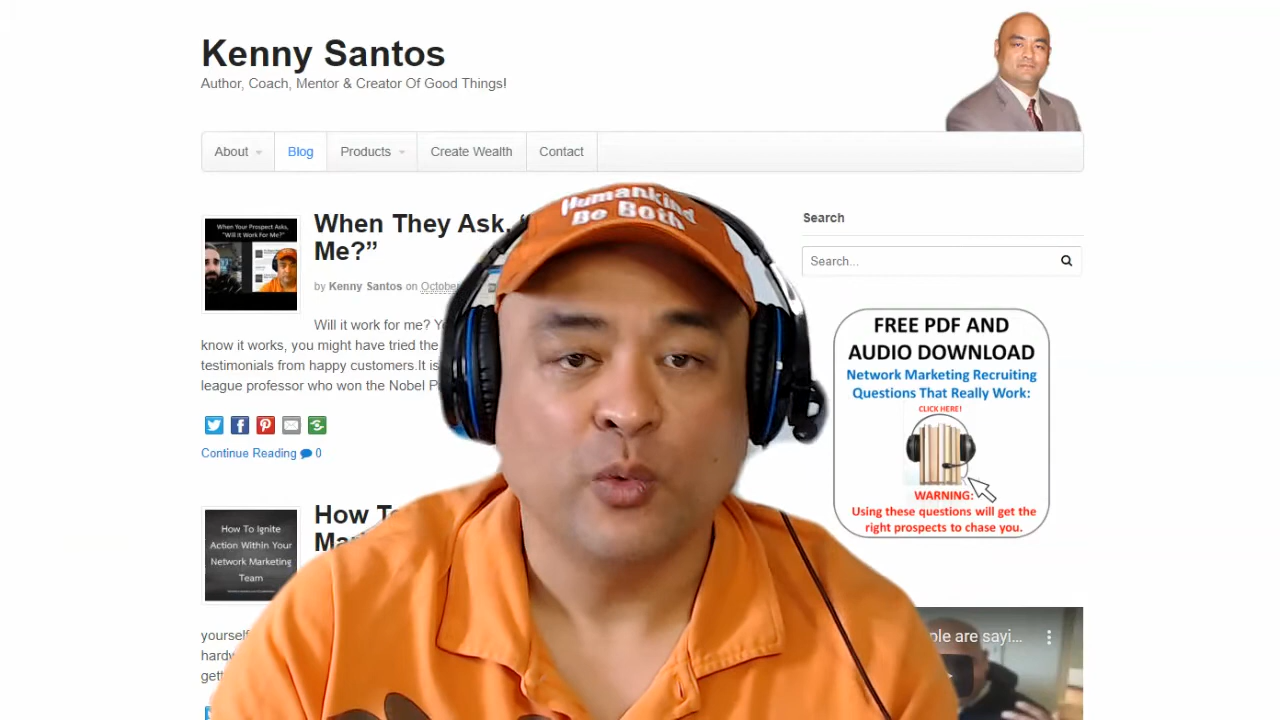 Kenny Santos
Author, Coach, Mentor & Creator Of Good Things!
About
Blog
Products
Create Wealth
Contact
When Your Prospect Asks,
"Will It Work For Me?"
When They Ask, “
Me?”
by Kenny Santos on October
Will it work for me?
know it works, you might have tried the
testimonials from happy customers.It is
league professor who won the Nobel
Continue Reading 0
Humankind
Be Both
Search
Search...
FREE PDF AND
AUDIO DOWNLOAD
Network Marketing Recruiting
Questions That Really Work:
CLICK HERE!
WARNING:
Using these questions will get the
right prospects to chase you.
How To Ignite
Action Within Your
Network Marketing
Team
How
yourself
ple are sayi...